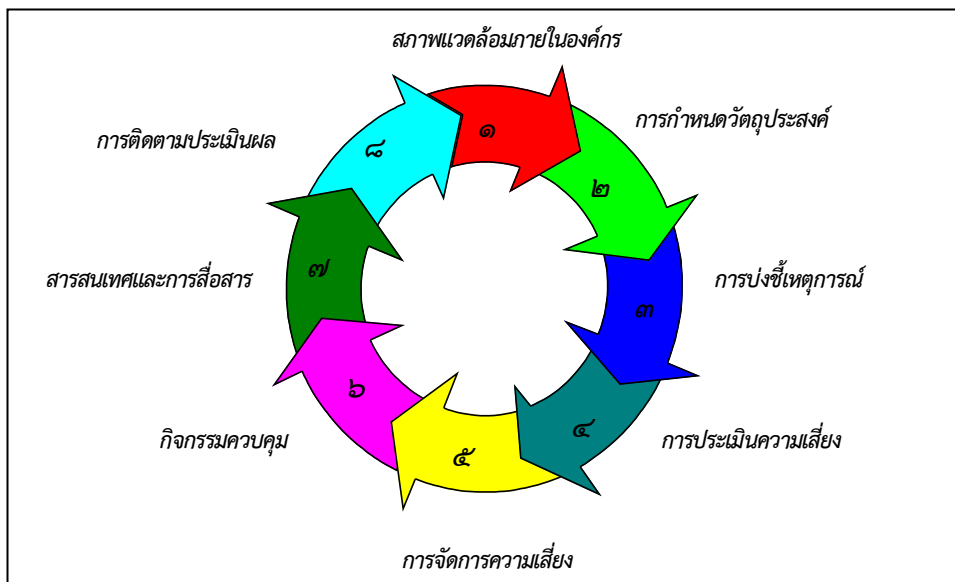 สภาพแวดล้อมภายในองค์กร
๑
การกำหนดวัตถุประสงค์
๒
การบ่งชี้เหตุการณ์
๓
การประเมินความเสี่ยง
๔
การจัดการความเสี่ยง
๕
กิจกรรมควบคุม
๖
สารสนเทศและการสื่อสาร
๗
การติดตามประเมินผล
๘